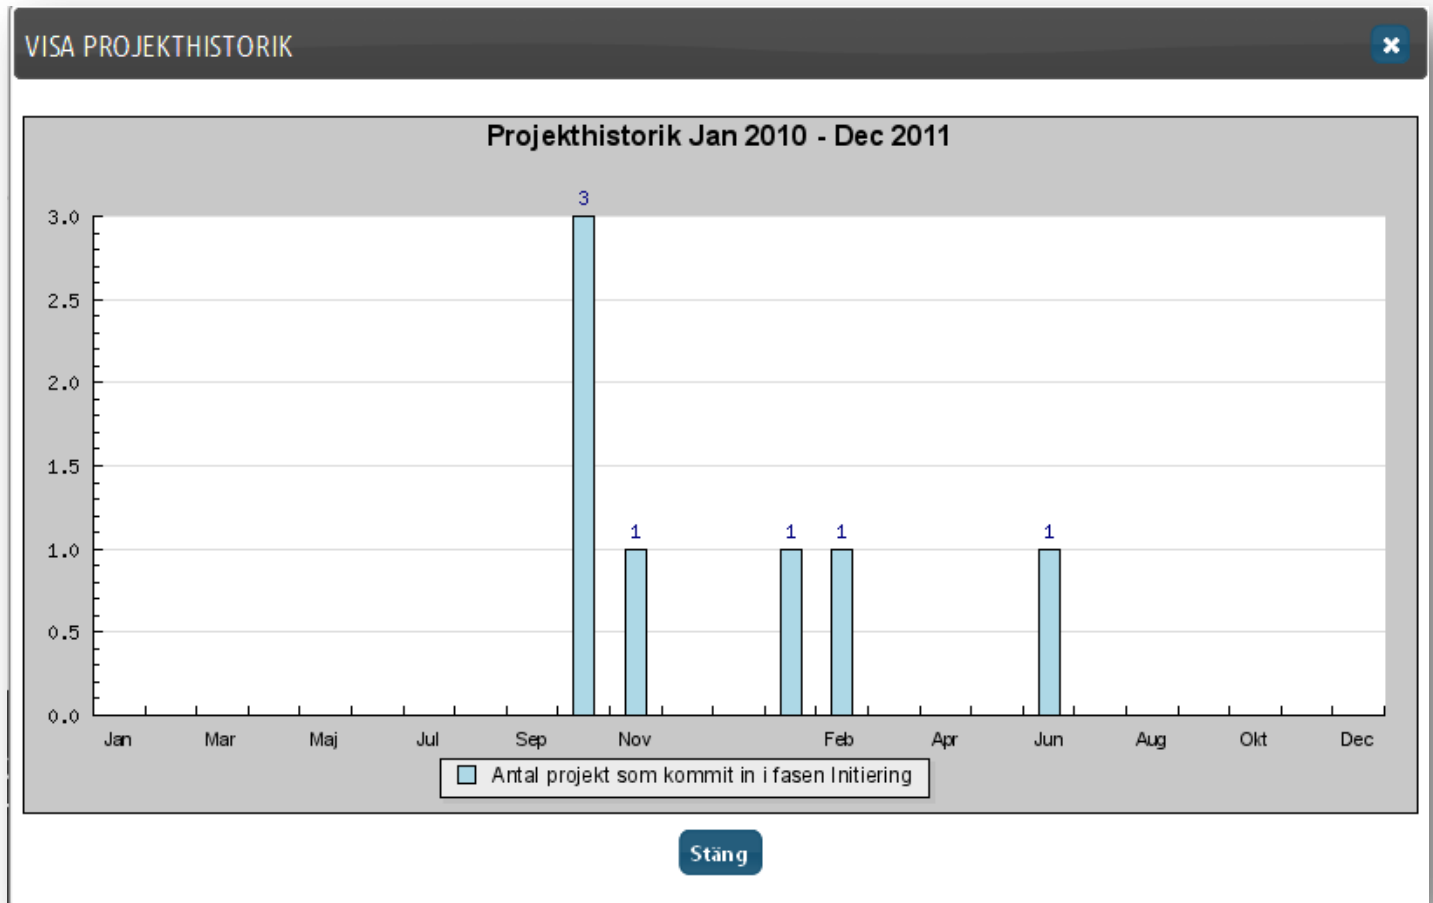 VISA PROJEKTHISTORIK
Projekthistorik Jan 2010 - Dec 2011
3
3.0
2.5
2.0
1.5
1 1 1 1
1.0
0.5
0.0
Jan Mar Maj Jul Sep Nov Feb Apr Jun Aug Okt Dec
Antal projekt som kommit in i fasen Initiering
Stäng